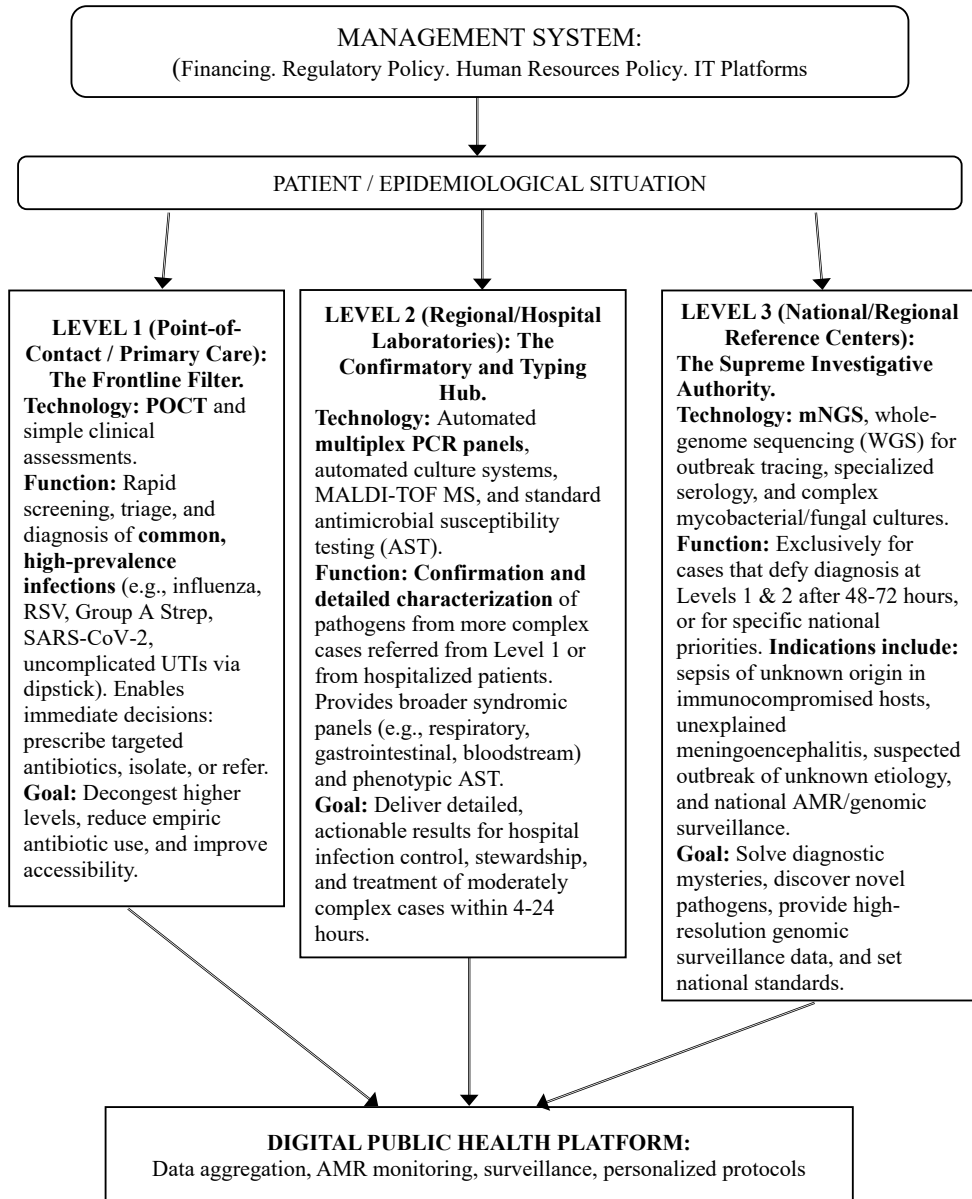 MANAGEMENT SYSTEM:
(Financing. Regulatory Policy. Human Resources Policy. IT Platforms
PATIENT / EPIDEMIOLOGICAL SITUATION
LEVEL 1 (Point-of-
Contact / Primary Care):
The Frontline Filter.
Technology: POCT and
simple clinical
assessments.
Function: Rapid
screening, triage, and
diagnosis of common,
high-prevalence
infections (e.g., influenza,
RSV, Group A Strep,
SARS-CoV-2,
uncomplicated UTIs via
dipstick). Enables
immediate decisions:
prescribe targeted
antibiotics, isolate, or refer.
Goal: Decongest higher
levels, reduce empiric
antibiotic use, and improve
accessibility.
LEVEL 2 (Regional/Hospital
Laboratories): The
Confirmatory and Typing
Hub.
Technology: Automated
multiplex PCR panels,
automated culture systems,
MALDI-TOF MS, and standard
antimicrobial susceptibility
testing (AST).
Function: Confirmation and
detailed characterization of
pathogens from more complex
cases referred from Level 1 or
from hospitalized patients.
Provides broader syndromic
panels (e.g., respiratory,
gastrointestinal, bloodstream)
and phenotypic AST.
Goal: Deliver detailed,
actionable results for hospital
infection control, stewardship,
and treatment of moderately
complex cases within 4-24
hours.
LEVEL 3 (National/Regional
Reference Centers):
The Supreme Investigative
Authority.
Technology: mNGS, whole-
genome sequencing (WGS) for
outbreak tracing, specialized
serology, and complex
mycobacterial/fungal cultures.
Function: Exclusively for
cases that defy diagnosis at
Levels 1 & 2 after 48-72 hours,
or for specific national
priorities. Indications include:
sepsis of unknown origin in
immunocompromised hosts,
unexplained
meningoencephalitis, suspected
outbreak of unknown etiology,
and national AMR/genomic
surveillance.
Goal: Solve diagnostic
mysteries, discover novel
pathogens, provide high-
resolution genomic
surveillance data, and set
national standards.
DIGITAL PUBLIC HEALTH PLATFORM:
Data aggregation, AMR monitoring, surveillance, personalized protocols